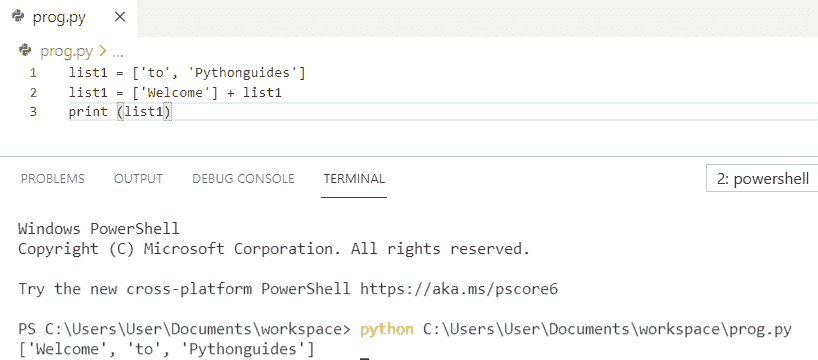 prog.py
prog.py > ...
1 list1 = ['to', 'Pythonguides']
2 list1 = ['Welcome'] + list1
3 print (list1)
PROBLEMS OUTPUT DEBUG CONSOLE TERMINAL 2: powershell
Windows PowerShell
Copyright (C) Microsoft Corporation. All rights reserved.
Try the new cross-platform PowerShell https://aka.ms/pscore6
PS C:\Users\User\Documents\workspace> python C:\Users\User\Documents\workspace\prog.py
['Welcome', 'to', 'Pythonguides']